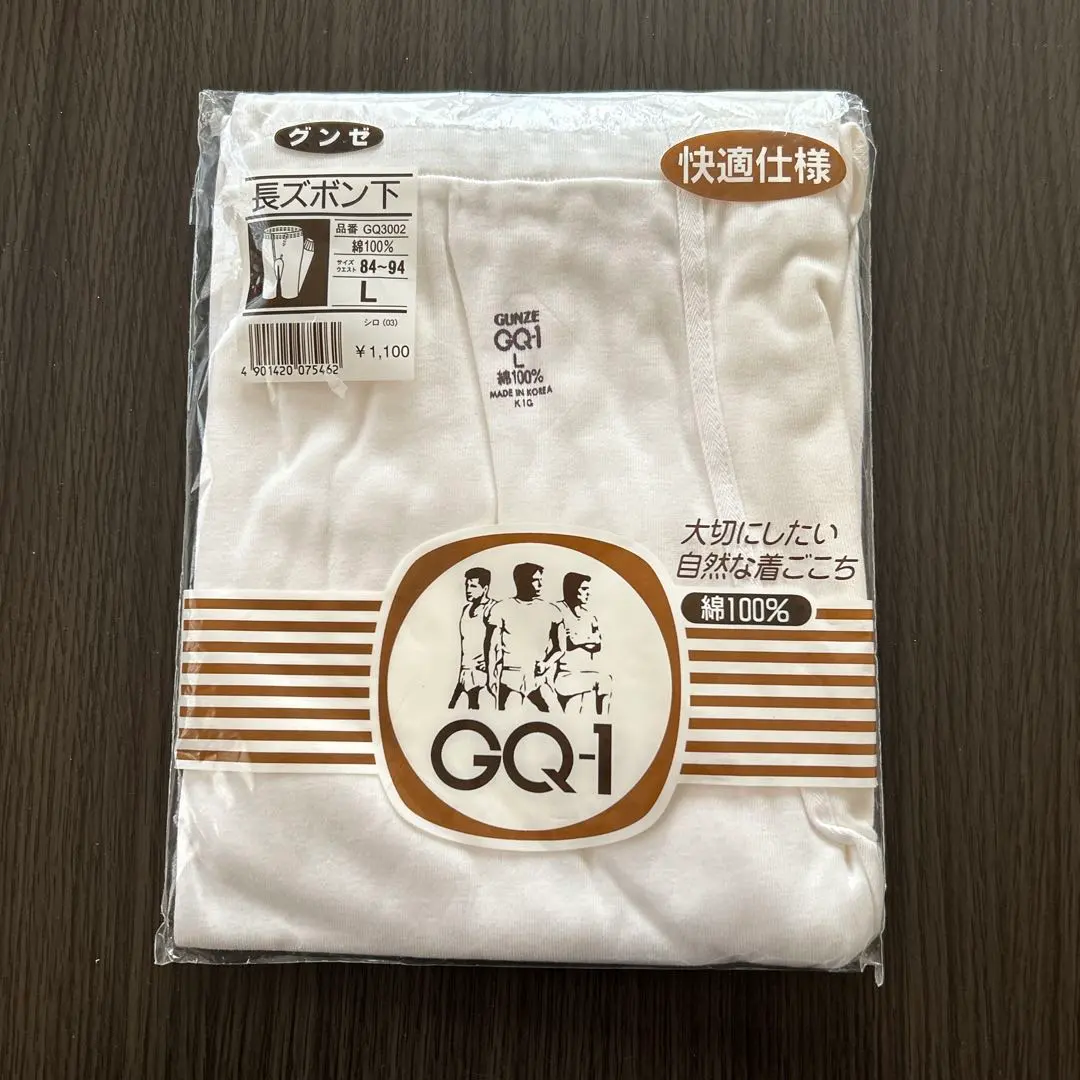 グンゼ
快適仕様
長ズボン下
品番 GQ3002
綿100%
サイズ
ウエスト 84~94
L
シロ(03)
¥1,100
4 901420 075462
GUNZE
GQ-1
L
綿100%
MADE IN KOREA
KIG
大切にしたい
自然な着ごこち
綿100%
GQ-1